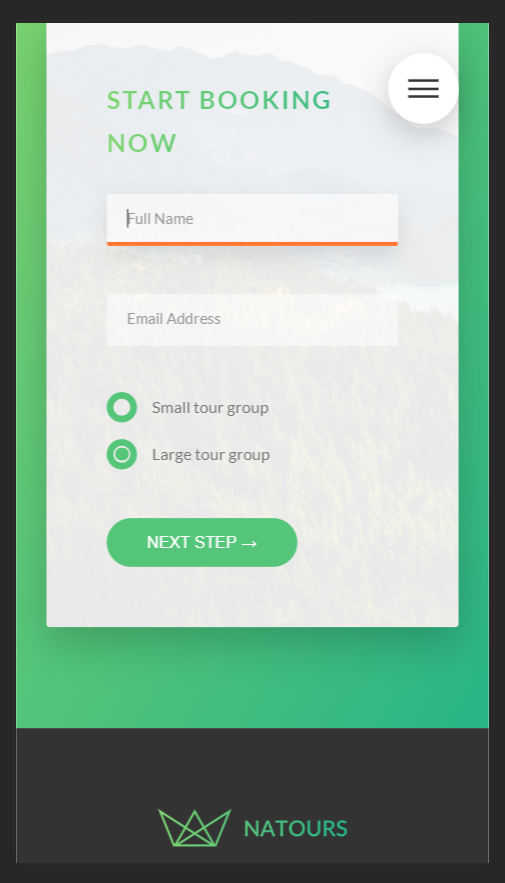 START BOOKING
NOW
Full Name
Email Address
Small tour group
Large tour group
NEXT STEP →
NATOURS